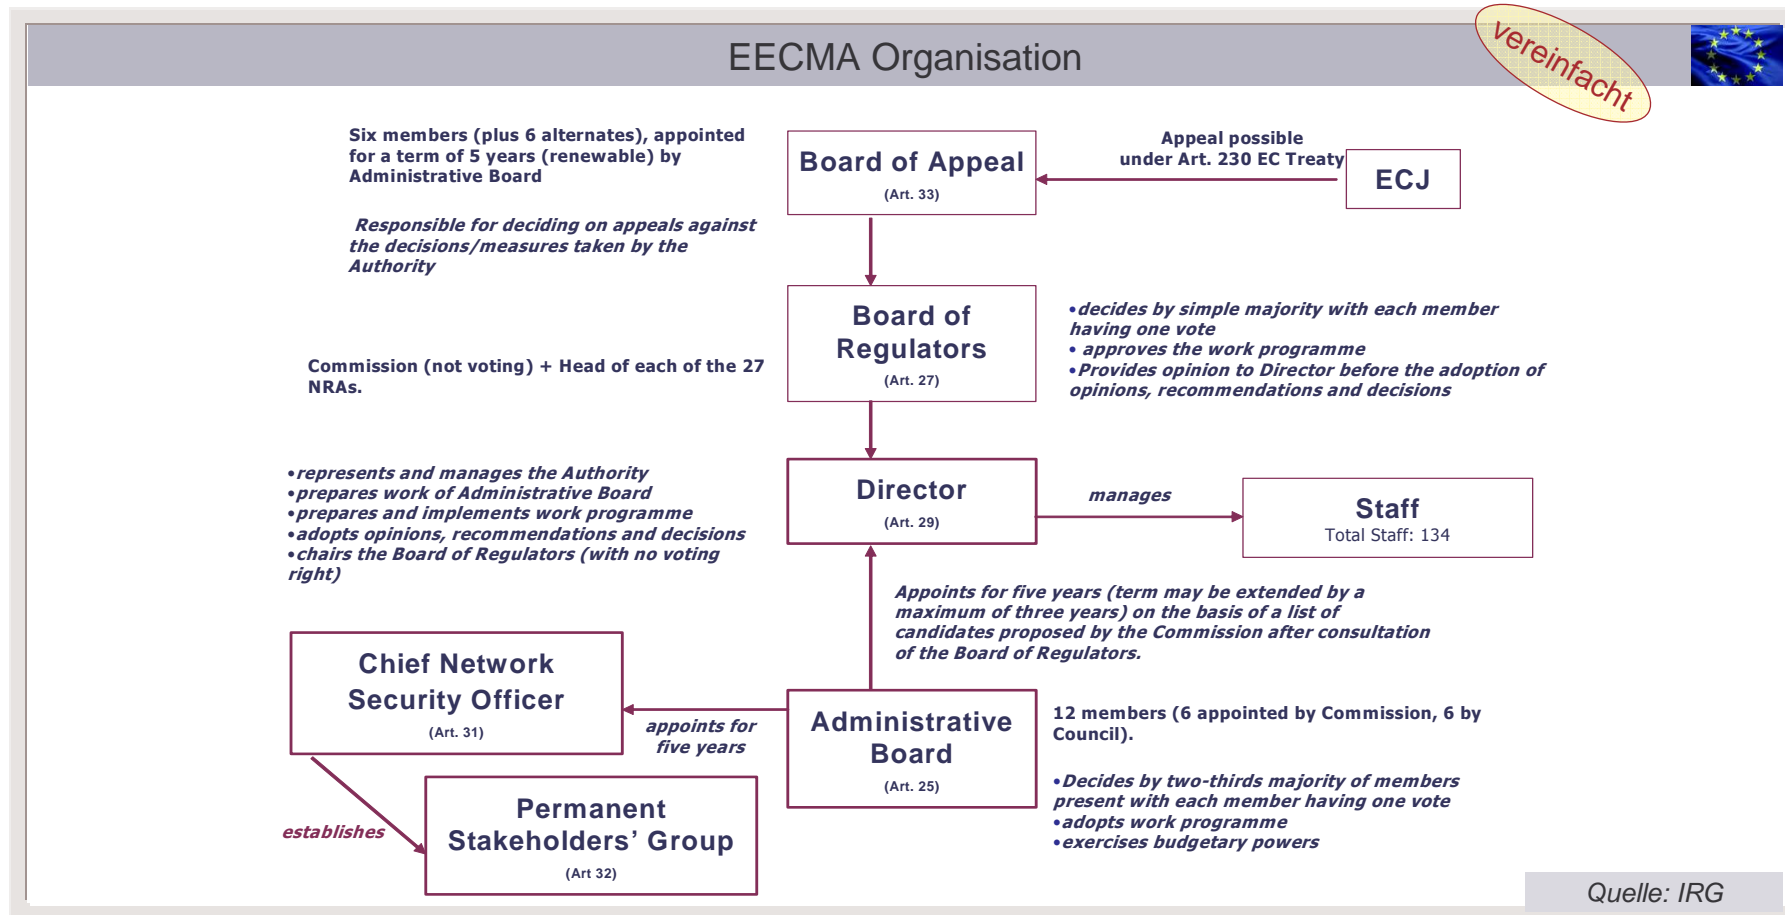 EECMA Organisation
vereinfacht
Six members (plus 6 alternates), appointed
for a term of 5 years (renewable) by
Administrative Board
Responsible for deciding on appeals against
the decisions/measures taken by the
Authority
Board of Appeal
(Art. 33)
Appeal possible
under Art. 230 EC Treaty
ECJ
Commission (not voting) + Head of each of the 27
NRAs.
Board of
Regulators
(Art. 27)
•decides by simple majority with each member
having one vote
• approves the work programme
•Provides opinion to Director before the adoption of
opinions, recommendations and decisions
•represents and manages the Authority
•prepares work of Administrative Board
•prepares and implements work programme
•adopts opinions, recommendations and decisions
•chairs the Board of Regulators (with no voting
right)
Director
(Art. 29)
manages
Staff
Total Staff: 134
Appoints for five years (term may be extended by a
maximum of three years) on the basis of a list of
candidates proposed by the Commission after consultation
of the Board of Regulators.
Chief Network
Security Officer
(Art. 31)
appoints for
five years
Administrative
Board
(Art. 25)
12 members (6 appointed by Commission, 6 by
Council).
•Decides by two-thirds majority of members
present with each member having one vote
•adopts work programme
•exercises budgetary powers
establishes
Permanent
Stakeholders’ Group
(Art 32)
Quelle: IRG